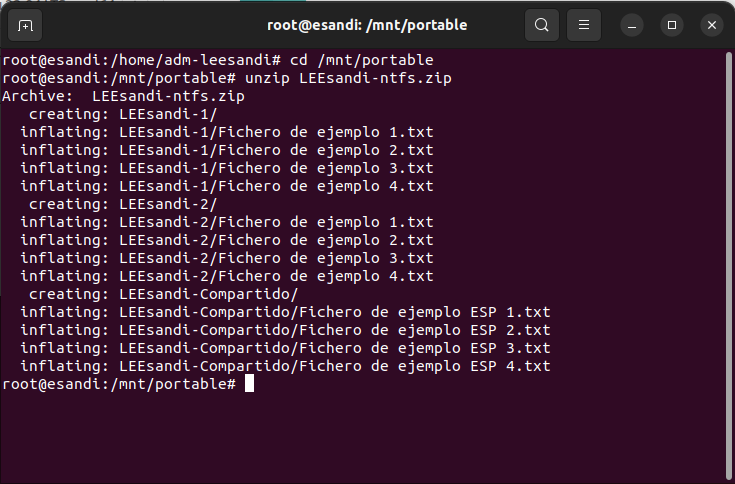 root@esandi: /mnt/portable
root@esandi:/home/adm-leesandi# cd /mnt/portable
root@esandi:/mnt/portable# unzip LEEsandi-ntfs.zip
Archive:  LEEsandi-ntfs.zip
   creating: LEEsandi-1/
  inflating: LEEsandi-1/Fichero de ejemplo 1.txt
  inflating: LEEsandi-1/Fichero de ejemplo 2.txt
  inflating: LEEsandi-1/Fichero de ejemplo 3.txt
  inflating: LEEsandi-1/Fichero de ejemplo 4.txt
   creating: LEEsandi-2/
  inflating: LEEsandi-2/Fichero de ejemplo 1.txt
  inflating: LEEsandi-2/Fichero de ejemplo 2.txt
  inflating: LEEsandi-2/Fichero de ejemplo 3.txt
  inflating: LEEsandi-2/Fichero de ejemplo 4.txt
   creating: LEEsandi-Compartido/
  inflating: LEEsandi-Compartido/Fichero de ejemplo ESP 1.txt
  inflating: LEEsandi-Compartido/Fichero de ejemplo ESP 2.txt
  inflating: LEEsandi-Compartido/Fichero de ejemplo ESP 3.txt
  inflating: LEEsandi-Compartido/Fichero de ejemplo ESP 4.txt
root@esandi:/mnt/portable#